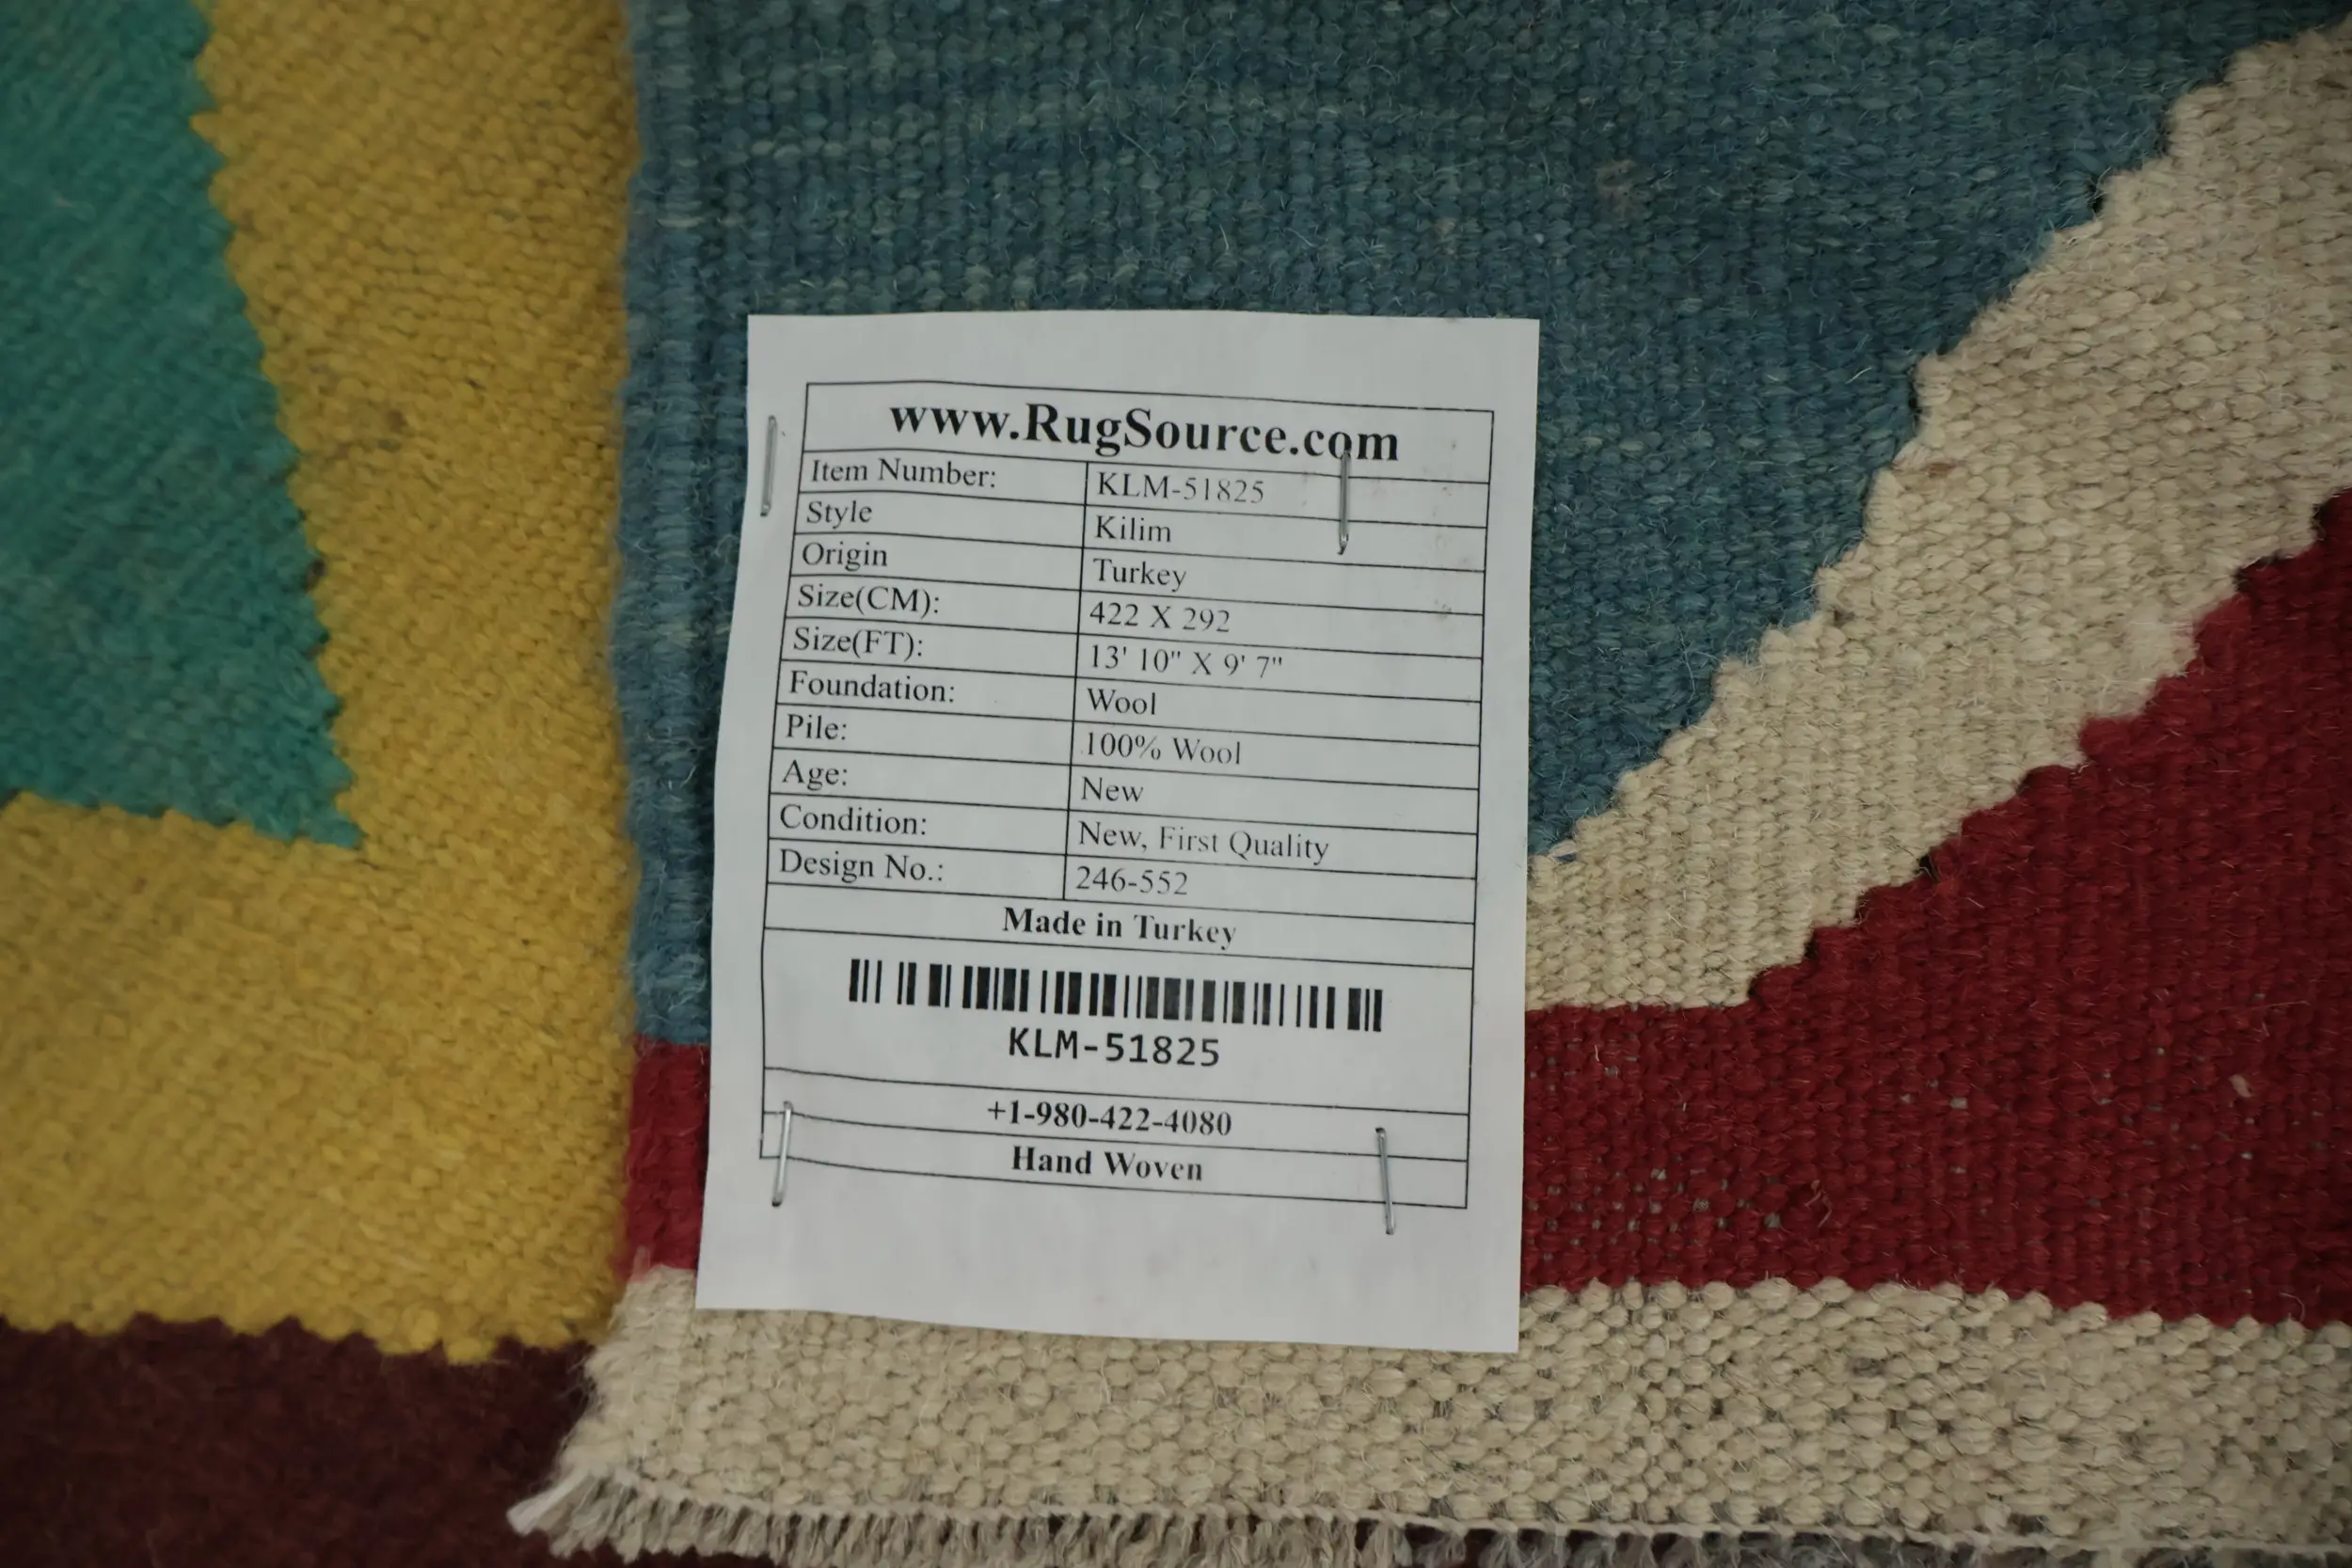 www.RugSource.com
Item Number: KLM-51825
Style Kilim
Origin Turkey
Size(CM): 422 X 292
Size(FT): 13' 10" X 9' 7"
Foundation: Wool
Pile: 100% Wool
Age: New
Condition: New, First Quality
Design No.: 246-552
Made in Turkey
KLM-51825
+1-980-422-4080
Hand Woven